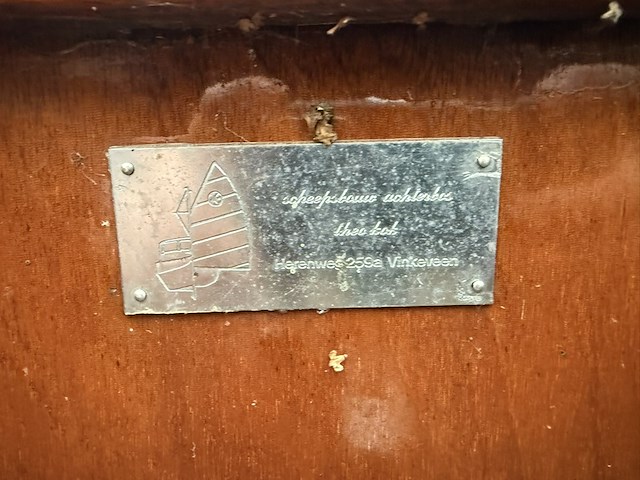 scheepsbouw achterbos
theo kok
Herenweg 259a Vinkeveen